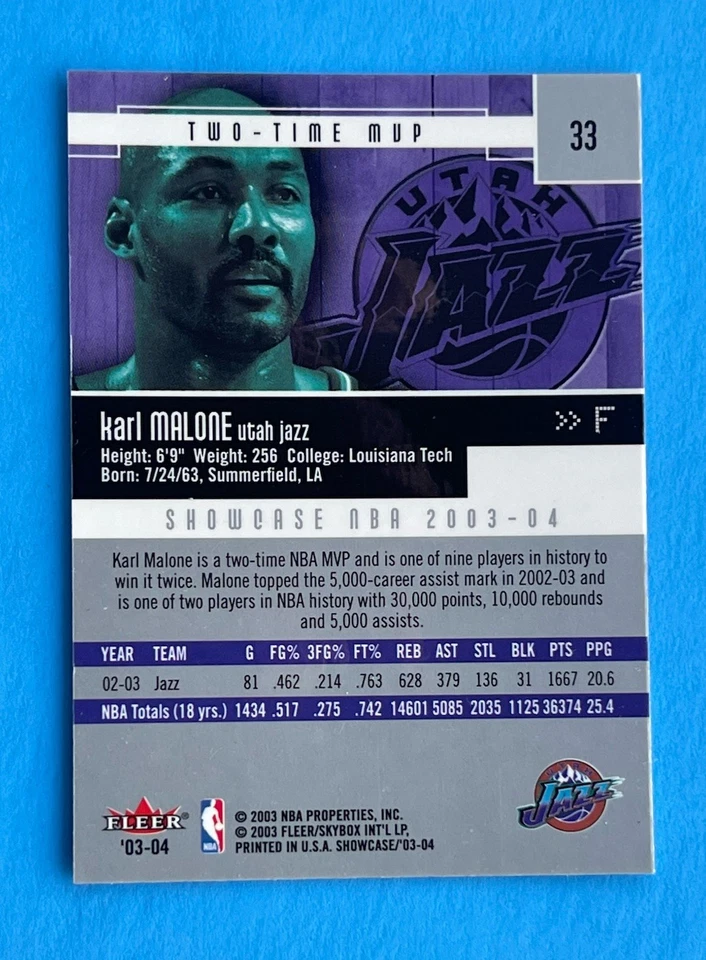 TWO-TIME MVP
33
UTAH
JAZZ
Karl MALONE utah jazz
>> F
Height: 6'9" Weight: 256 College: Louisiana Tech
Born: 7/24/63, Summerfield, LA
SHOWCASE NBA 2003-04
Karl Malone is a two-time NBA MVP and is one of nine players in history to
win it twice. Malone topped the 5,000-career assist mark in 2002-03 and
is one of two players in NBA history with 30,000 points, 10,000 rebounds
and 5,000 assists.
YEAR TEAM G FG% 3FG% FT% REB AST STL BLK PTS PPG
02-03 Jazz 81 .462 .214 .763 628 379 136 31 1667 20.6
NBA Totals (18 yrs.) 1434 .517 .275 .742 14601 5085 2035 1125 36374 25.4
JAZZ
FLEER
'03-04
NBA
© 2003 NBA PROPERTIES, INC.
© 2003 FLEER/SKYBOX INT'L LP,
PRINTED IN U.S.A. SHOWCASE/'03-04